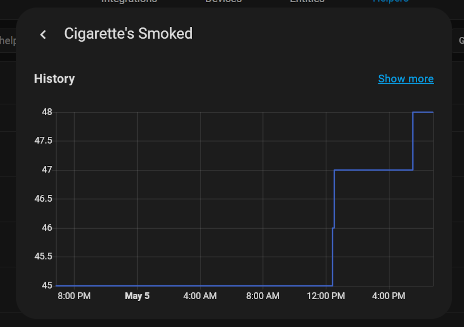 Integrations Devices Entities Helpers
help
Cigarette's Smoked
G
History Show more
48
47.5
47
46.5
46
45.5
45
8:00 PM May 5 4:00 AM 8:00 AM 12:00 PM 4:00 PM